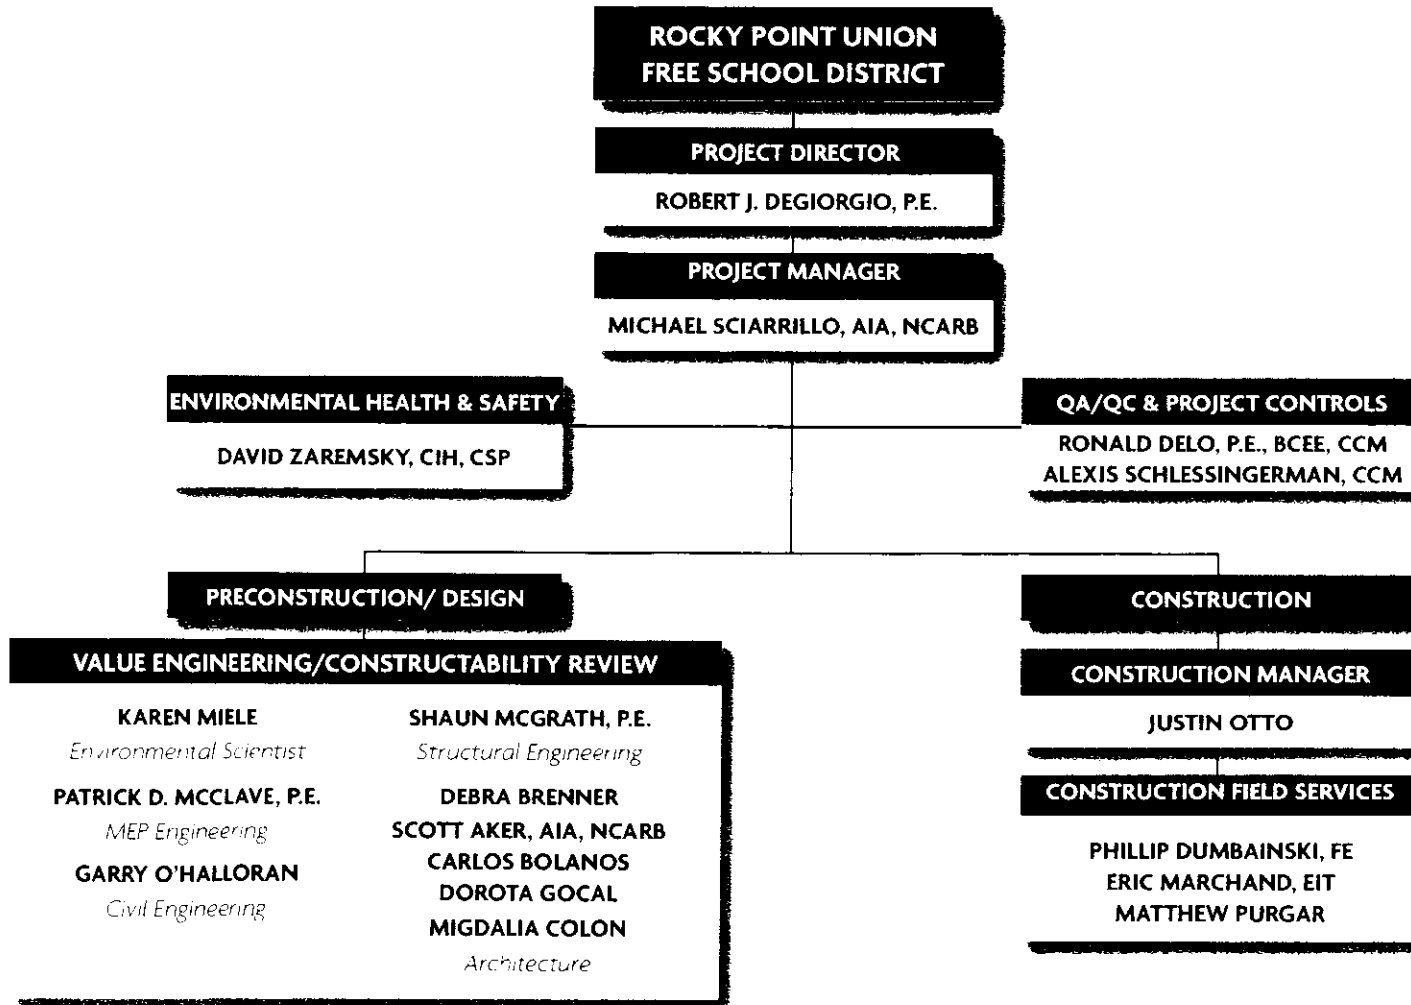 ROCKY POINT UNION
FREE SCHOOL DISTRICT
PROJECT DIRECTOR
ROBERT J. DEGIORGIO, P.E.
PROJECT MANAGER
MICHAEL SCIARRILLO, AIA, NCARB
ENVIRONMENTAL HEALTH & SAFETY
DAVID ZAREMSKY, CIH, CSP
QA/QC & PROJECT CONTROLS
RONALD DELO, P.E., BCEE, CCM
ALEXIS SCHLESSINGERMAN, CCM
PRECONSTRUCTION/ DESIGN
VALUE ENGINEERING/CONSTRUCTABILITY REVIEW
KAREN MIELE
Environmental Scientist
PATRICK D. MCCLAVE, P.E.
MEP Engineering
GARRY O'HALLORAN
Civil Engineering
SHAUN MCGRATH, P.E.
Structural Engineering
DEBRA BRENNER
SCOTT AKER, AIA, NCARB
CARLOS BOLANOS
DOROTA GOCAL
MIGDALIA COLON
Architecture
CONSTRUCTION
CONSTRUCTION MANAGER
JUSTIN OTTO
CONSTRUCTION FIELD SERVICES
PHILLIP DUMBAINSKI, FE
ERIC MARCHAND, EIT
MATTHEW PURGAR